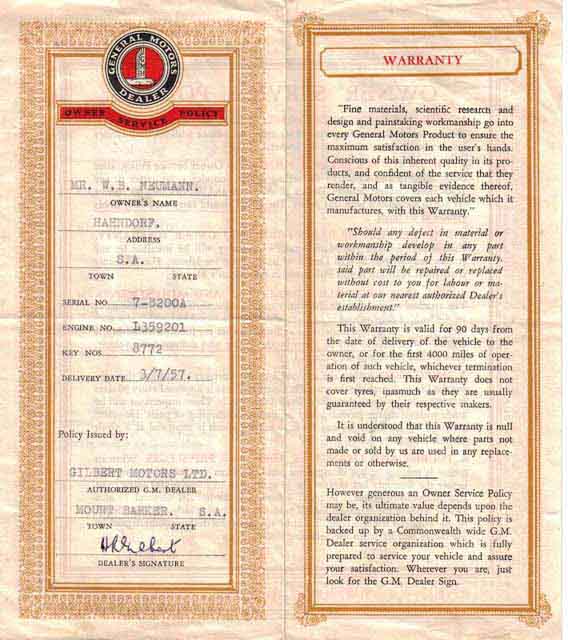 GENERAL MOTORS
DEALER
OWNER SERVICE POLICY
MR. W.S. NEUMANN.
OWNER'S NAME
HAHNDORF.
ADDRESS
S.A.
TOWN STATE
SERIAL NO. 7-3200A
ENGINE NO. L359201
KEY NOS. 8772
DELIVERY DATE 3/7/57.
Policy Issued by:
GILBERT MOTORS LTD.
AUTHORIZED G.M. DEALER
MOUNT BARKER. S.A.
TOWN STATE
HRGilbert
DEALER'S SIGNATURE
WARRANTY
"Fine materials, scientific research and
design and painstaking workmanship go into
every General Motors Product to ensure the
maximum satisfaction in the user's hands.
Conscious of this inherent quality in its pro-
ducts, and confident of the service that they
render, and as tangible evidence thereof,
General Motors covers each vehicle which it
manufactures, with this Warranty."
"Should any defect in material or
workmanship develop in any part
within the period of this Warranty,
said part will be repaired or replaced
without cost to you for labour or ma-
terial at our nearest authorized Dealer's
establishment."
This Warranty is valid for 90 days from
the date of delivery of the vehicle to the
owner, or for the first 4000 miles of oper-
ation of such vehicle, whichever termination
is first reached. This Warranty does not
cover tyres, inasmuch as they are usually
guaranteed by their respective makers.
It is understood that this Warranty is null
and void on any vehicle where parts not
made or sold by us are used in any replace-
ments or otherwise.
However generous an Owner Service Policy
may be, its ultimate value depends upon the
dealer organization behind it. This policy is
backed up by a Commonwealth wide G.M.
Dealer service organization which is fully
prepared to service your vehicle and assure
your satisfaction. Wherever you are, just
look for the G.M. Dealer Sign.